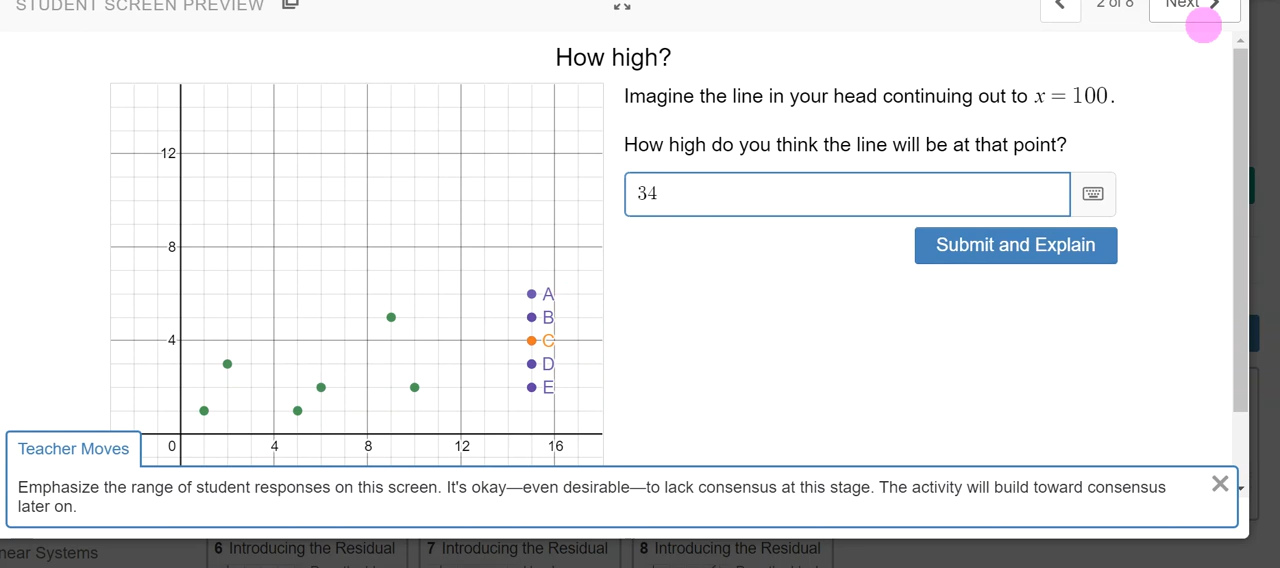 STUDENT SCREEN PREVIEW
2 of 8
Next
How high?
Imagine the line in your head continuing out to x = 100.
How high do you think the line will be at that point?
34
Submit and Explain
12
8
4
A
B
C
D
E
0 4 8 12 16
Teacher Moves
Emphasize the range of student responses on this screen. It's okay—even desirable—to lack consensus at this stage. The activity will build toward consensus
later on.
near Systems
6 Introducing the Residual
7 Introducing the Residual
8 Introducing the Residual